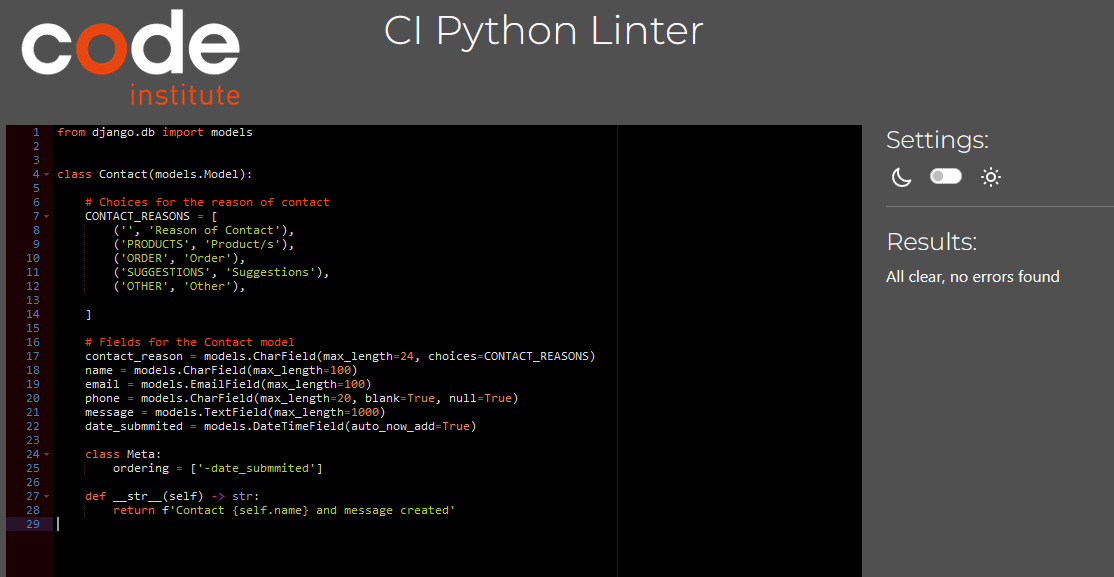 code
institute
CI Python Linter
1 from django.db import models
2
3
4 class Contact(models.Model):
5
6     # Choices for the reason of contact
7     CONTACT_REASONS = [
8         ('', 'Reason of Contact'),
9         ('PRODUCTS', 'Product/s'),
10         ('ORDER', 'Order'),
11         ('SUGGESTIONS', 'Suggestions'),
12         ('OTHER', 'Other'),
13
14     ]
15
16     # Fields for the Contact model
17     contact_reason = models.CharField(max_length=24, choices=CONTACT_REASONS)
18     name = models.CharField(max_length=100)
19     email = models.EmailField(max_length=100)
20     phone = models.CharField(max_length=20, blank=True, null=True)
21     message = models.TextField(max_length=1000)
22     date_submmited = models.DateTimeField(auto_now_add=True)
23
24     class Meta:
25         ordering = ['-date_submmited']
26
27     def __str__(self) -> str:
28         return f'Contact {self.name} and message created'
29
Settings:
Results:
All clear, no errors found